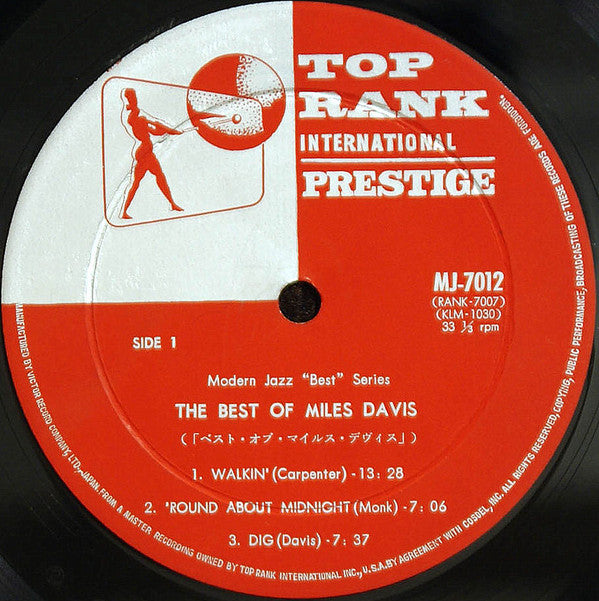 TOP
RANK
INTERNATIONAL
PRESTIGE
MJ-7012
(RANK-7007)
(KLM-1030)
33 ⅓ rpm
SIDE 1
Modern Jazz "Best" Series
THE BEST OF MILES DAVIS
(「ベスト・オブ・マイルス・デヴィス」)
1. WALKIN' (Carpenter) - 13: 28
2. 'ROUND ABOUT MIDNIGHT (Monk) - 7: 06
3. DIG (Davis) - 7: 37
MANUFACTURED BY VICTOR RECORD COMPANY, LTD., JAPAN. FROM A MASTER RECORDING OWNED BY TOP RANK INTERNATIONAL INC., U.S.A. BY AGREEMENT WITH COSDEL, INC. ALL RIGHTS RESERVED, COPYING, PUBLIC PERFORMANCE, BROADCASTING OF THESE RECORDS ARE FORBIDDEN.